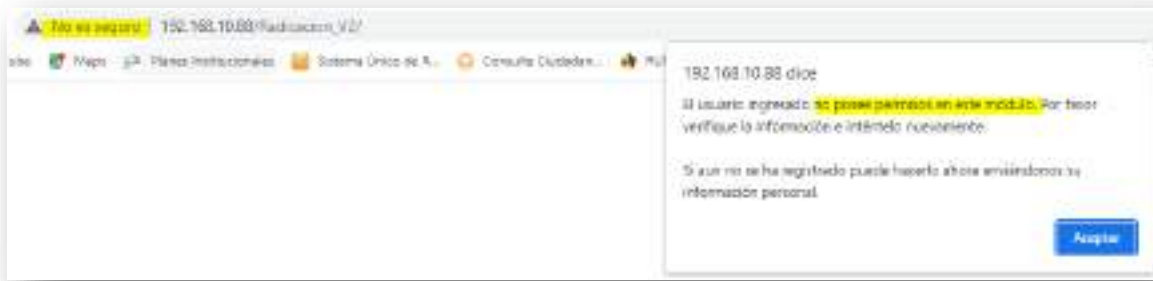 No es seguro 192.168.10.88/Radicacion_V2/
Maps Planes Institucionales Sistema Único de R... Consulta Ciudadan...
192.168.10.88 dice
El usuario ingresado no posee permisos en este módulo. Por favor
verifique la información e inténtelo nuevamente.
Si aun no se ha registrado puede hacerlo ahora enviándonos su
información personal.
Aceptar